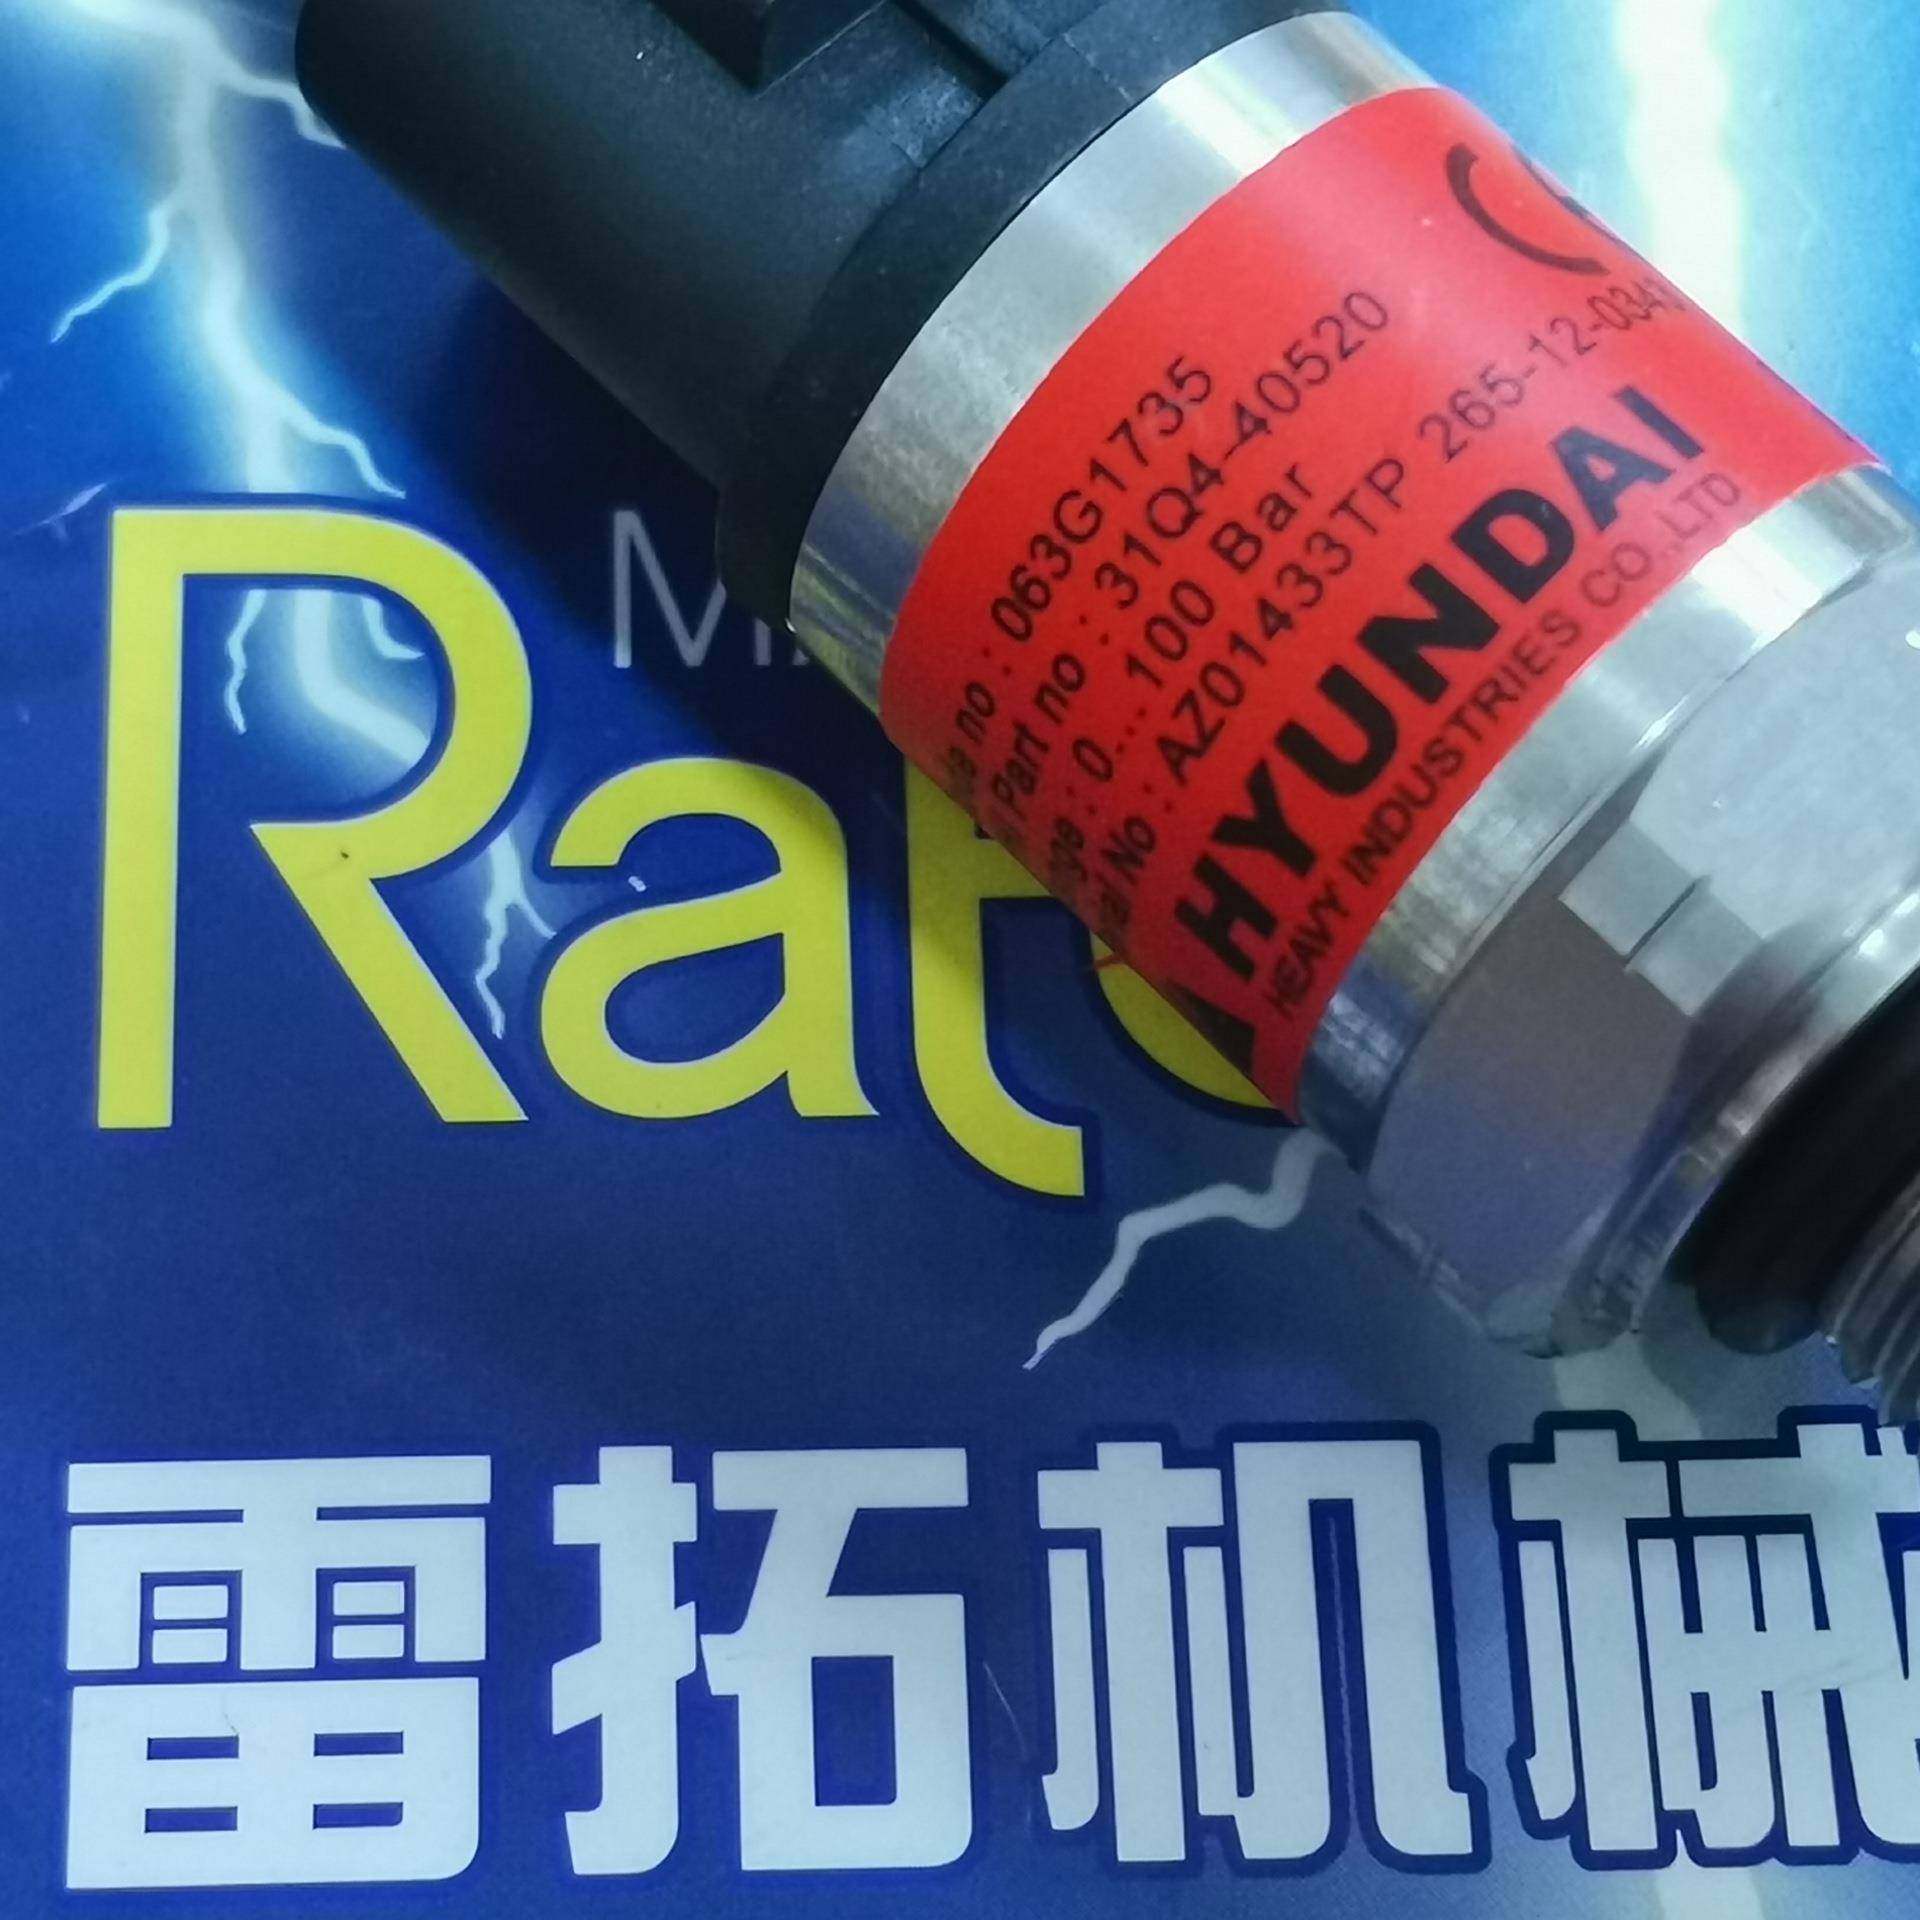 063G1735
Part no : 31Q4-40520
: 0... 100 Bar
No : AZ01433TP 265-12-034
HYUNDAI
HEAVY INDUSTRIES CO.,LTD
雷拓机械